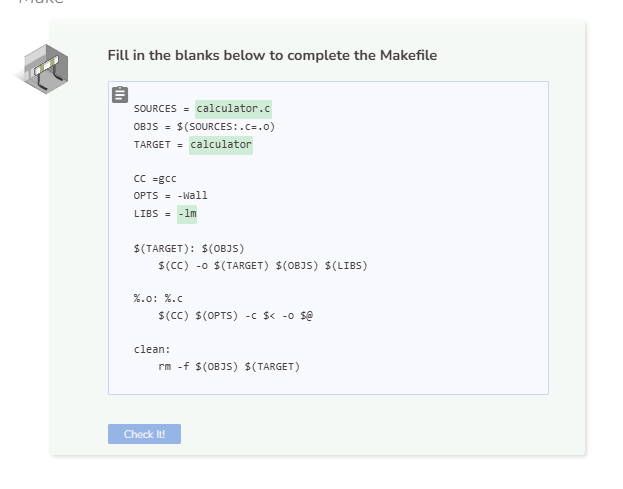 Make
Fill in the blanks below to complete the Makefile
SOURCES = calculator.c
OBJS = $(SOURCES:.c=.o)
TARGET = calculator
CC =gcc
OPTS = -Wall
LIBS = -lm
$(TARGET): $(OBJS)
$(CC) -o $(TARGET) $(OBJS) $(LIBS)
%.o: %.c
$(CC) $(OPTS) -c $< -o $@
clean:
rm -f $(OBJS) $(TARGET)
Check It!